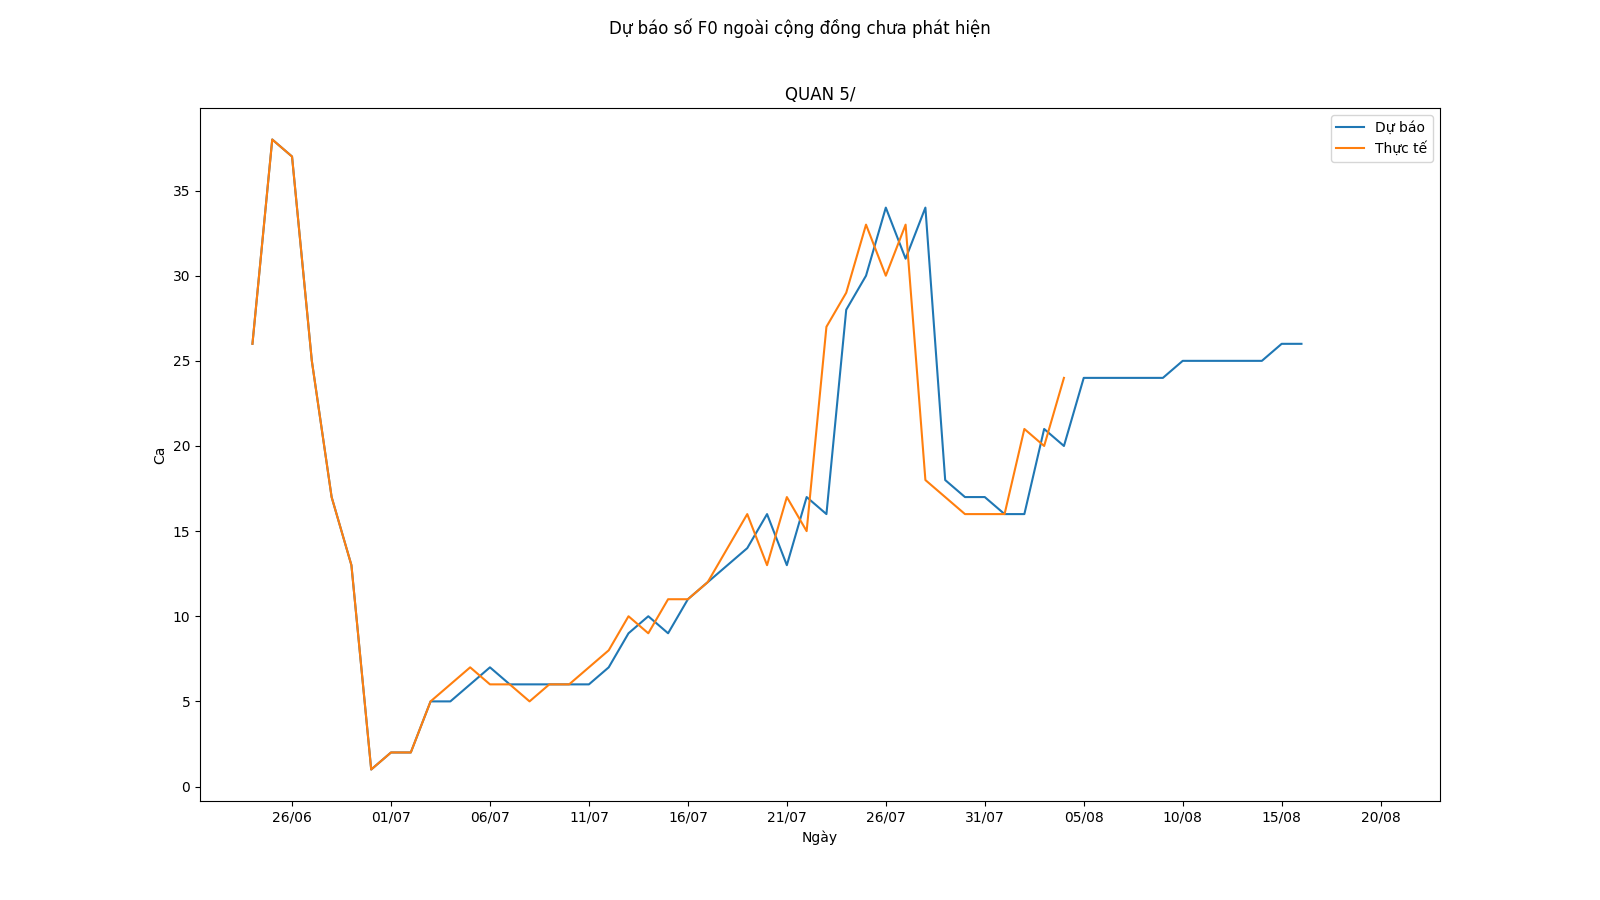 Dự báo số F0 ngoài cộng đồng chưa phát hiện
QUAN 5/
Dự báo
Thực tế
35
30
25
20
15
10
5
0
Ca
26/06 01/07 06/07 11/07 16/07 21/07 26/07 31/07 05/08 10/08 15/08 20/08
Ngày